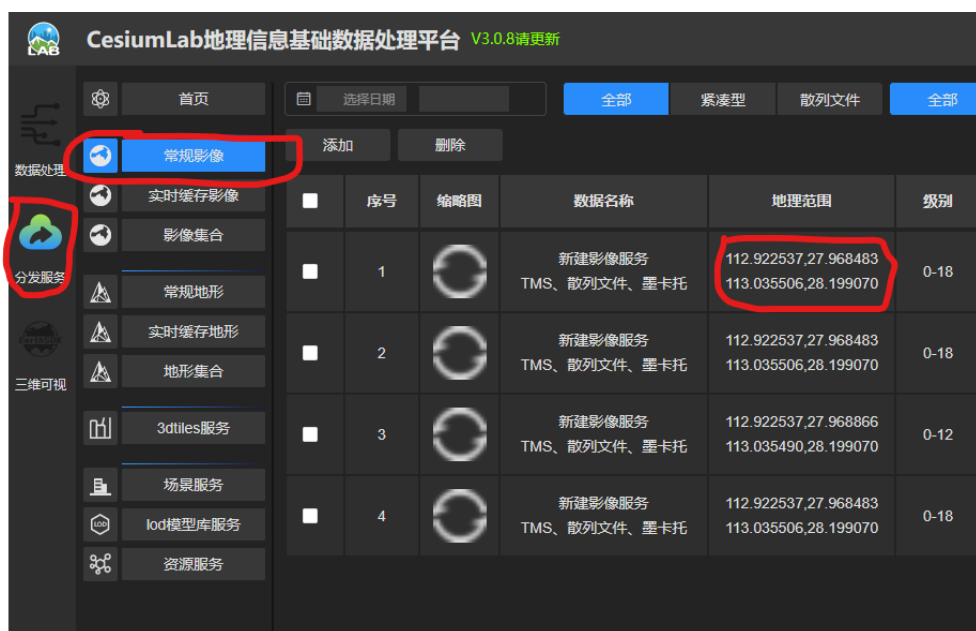 LAB
CesiumLab地理信息基础数据处理平台 V3.0.8请更新
数据处理
分发服务
三维可视
首页
常规影像
实时缓存影像
影像集合
常规地形
实时缓存地形
地形集合
3dtiles服务
场景服务
LOD
lod模型库服务
资源服务
选择日期
全部 紧凑型 散列文件 全部
添加 删除
序号 缩略图 数据名称 地理范围 级别
1 新建影像服务 112.922537,27.968483 0-18
TMS、散列文件、墨卡托 113.035506,28.199070
2 新建影像服务 112.922537,27.968483 0-18
TMS、散列文件、墨卡托 113.035506,28.199070
3 新建影像服务 112.922537,27.968866 0-12
TMS、散列文件、墨卡托 113.035490,28.199070
4 新建影像服务 112.922537,27.968483 0-18
TMS、散列文件、墨卡托 113.035506,28.199070